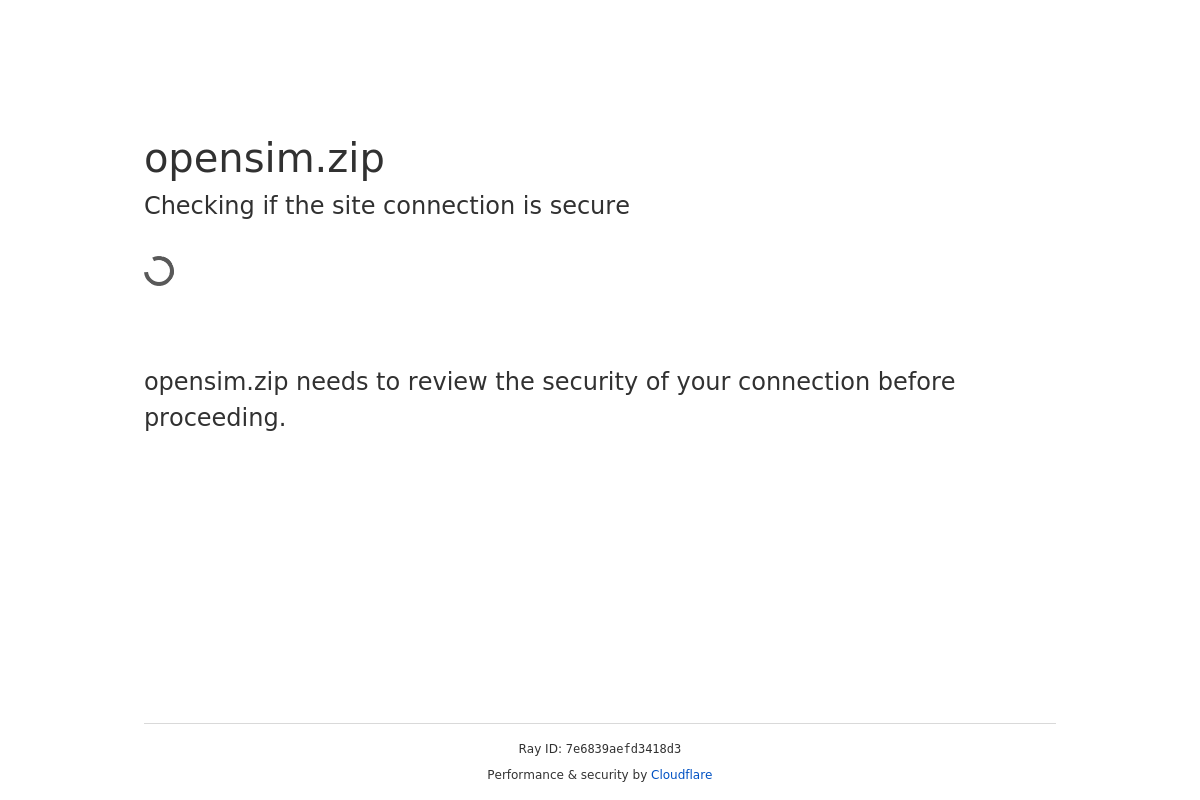 opensim.zip
Checking if the site connection is secure
opensim.zip needs to review the security of your connection before
proceeding.
Ray ID: 7e6839aefd3418d3
Performance & security by Cloudflare